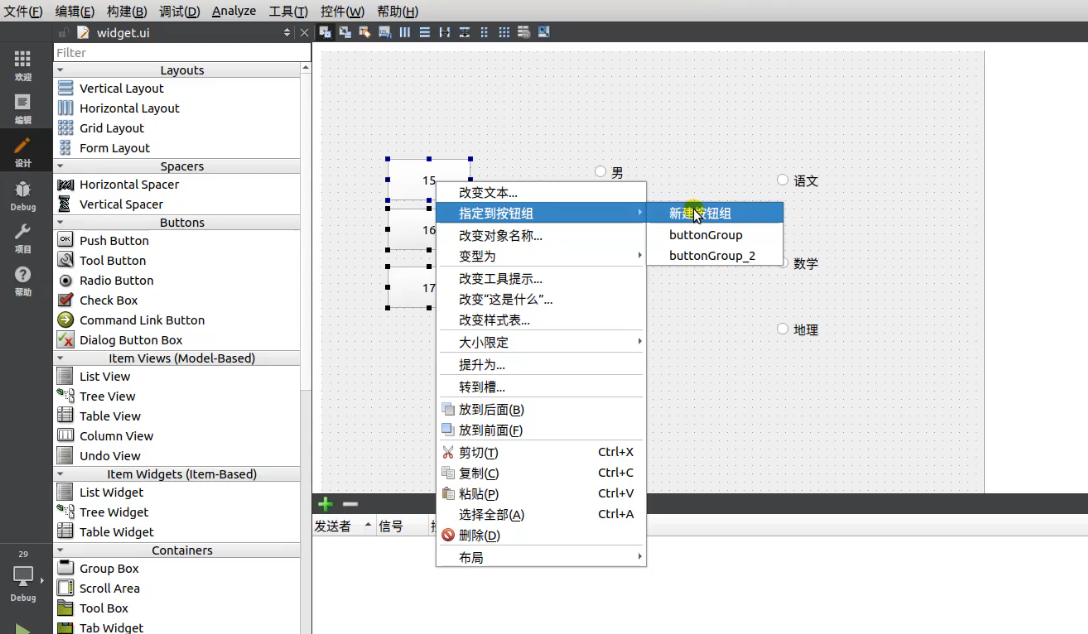 文件(F) 编辑(E) 构建(B) 调试(D) Analyze 工具(T) 控件(W) 帮助(H)
widget.ui
欢迎
编辑
设计
Debug
项目
帮助
29
Debug
Filter
Layouts
Vertical Layout
Horizontal Layout
Grid Layout
Form Layout
Spacers
Horizontal Spacer
Vertical Spacer
Buttons
Push Button
Tool Button
Radio Button
Check Box
Command Link Button
Dialog Button Box
Item Views (Model-Based)
List View
Tree View
Table View
Column View
Undo View
Item Widgets (Item-Based)
List Widget
Tree Widget
Table Widget
Containers
Group Box
Scroll Area
Tool Box
Tab Widget
15
16
17
男
语文
数学
地理
改变文本...
指定到按钮组
改变对象名称...
变型为
改变工具提示...
改变“这是什么”...
改变样式表...
大小限定
提升为...
转到槽...
放到后面(B)
放到前面(F)
剪切(T) Ctrl+X
复制(C) Ctrl+C
粘贴(P) Ctrl+V
选择全部(A) Ctrl+A
删除(D)
布局
新建按钮组
buttonGroup
buttonGroup_2
发送者 信号